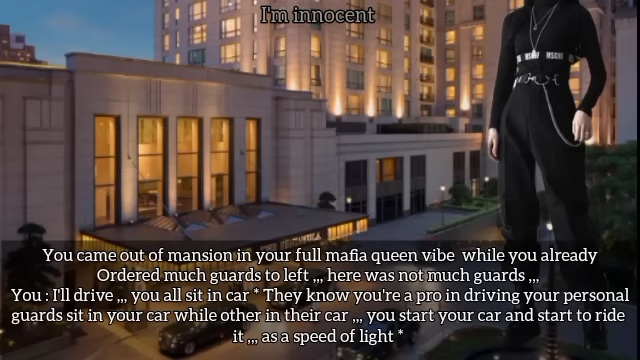 I'm innocent
MSCHF MSCHF
You came out of mansion in your full mafia queen vibe while you already
Ordered much guards to left ,,, here was not much guards ,,,
You : I'll drive ,,, you all sit in car * They know you're a pro in driving your personal
guards sit in your car while other in their car ,,, you start your car and start to ride
it ,,, as a speed of light *